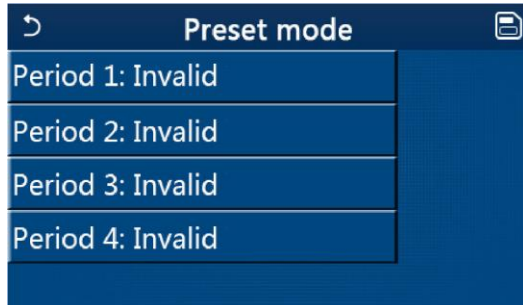 Preset mode
Period 1: Invalid
Period 2: Invalid
Period 3: Invalid
Period 4: Invalid